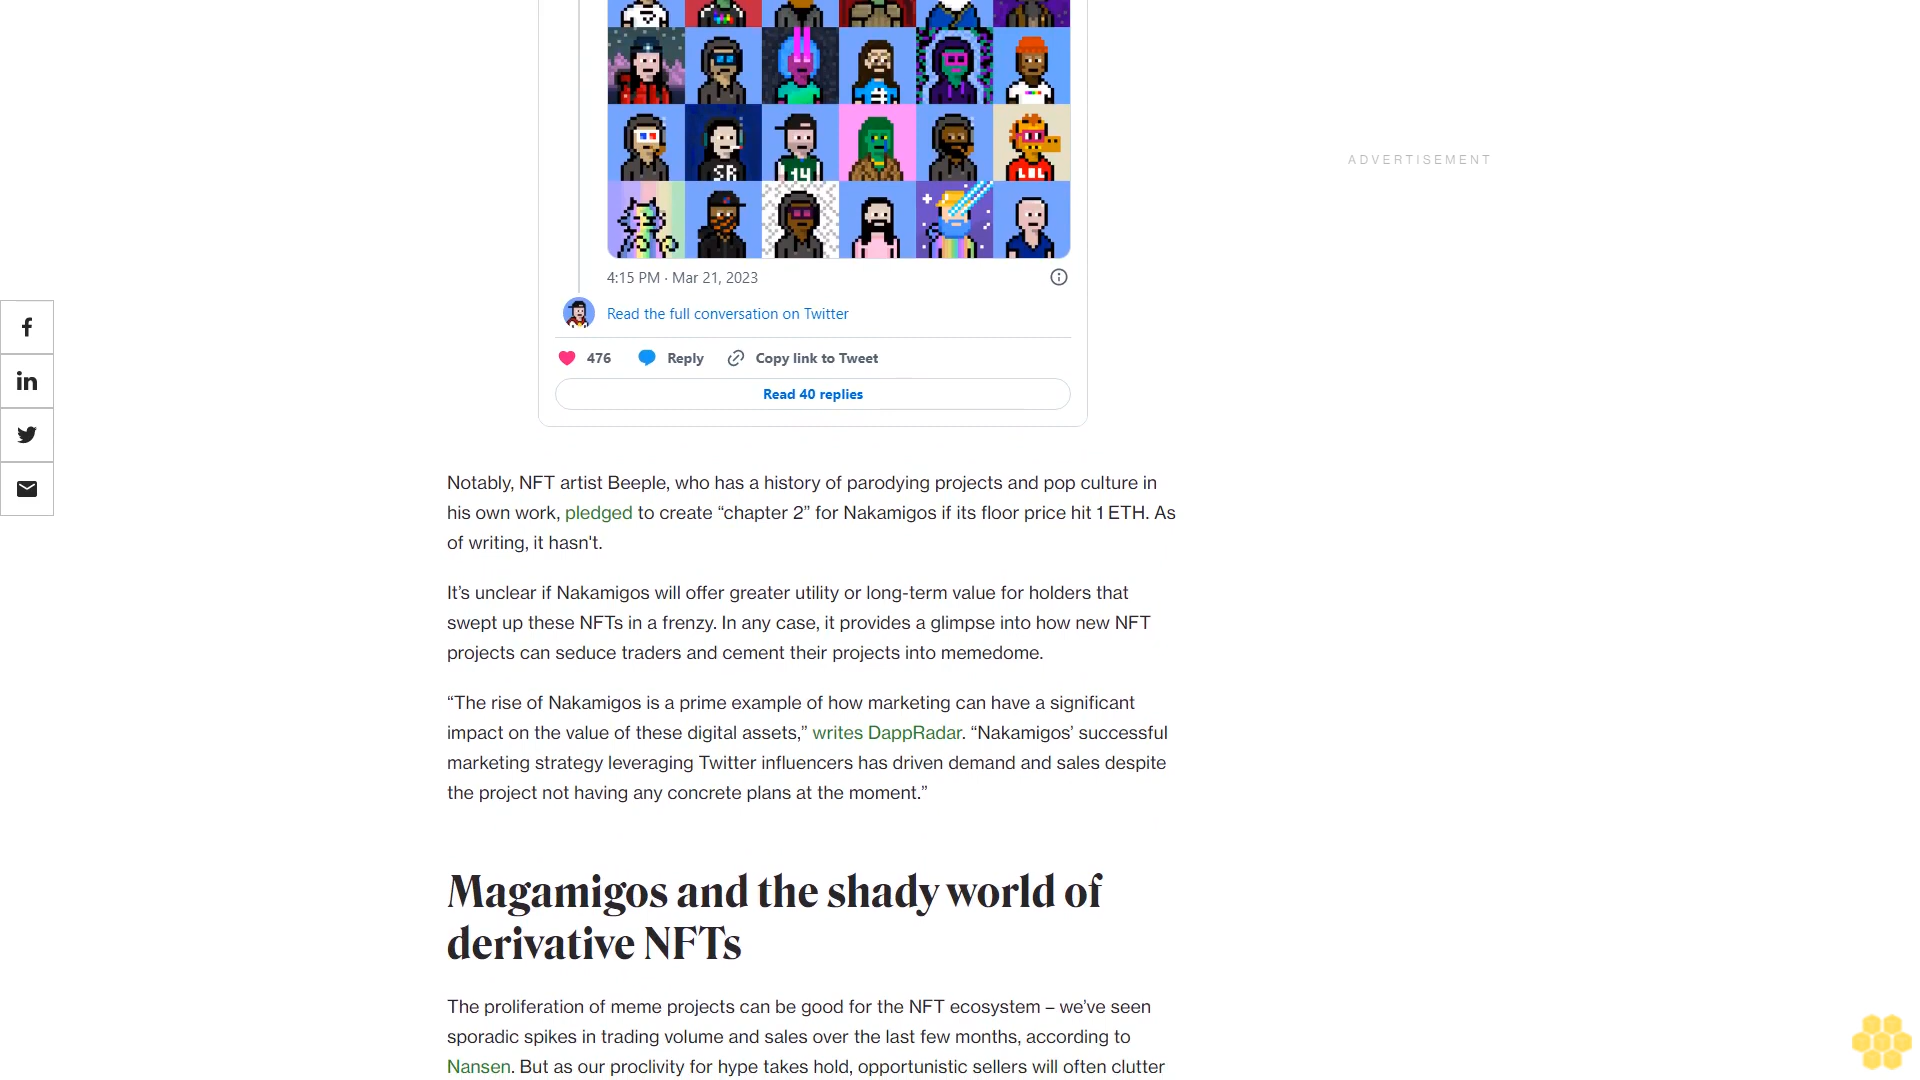 SR
14
LOL
4:15 PM · Mar 21, 2023
Read the full conversation on Twitter
476 Reply Copy link to Tweet
Read 40 replies
ADVERTISEMENT
Notably, NFT artist Beeple, who has a history of parodying projects and pop culture in
his own work, pledged to create “chapter 2” for Nakamigos if its floor price hit 1 ETH. As
of writing, it hasn't.
It’s unclear if Nakamigos will offer greater utility or long-term value for holders that
swept up these NFTs in a frenzy. In any case, it provides a glimpse into how new NFT
projects can seduce traders and cement their projects into memedome.
“The rise of Nakamigos is a prime example of how marketing can have a significant
impact on the value of these digital assets,” writes DappRadar. “Nakamigos’ successful
marketing strategy leveraging Twitter influencers has driven demand and sales despite
the project not having any concrete plans at the moment.”
Magamigos and the shady world of
derivative NFTs
The proliferation of meme projects can be good for the NFT ecosystem – we’ve seen
sporadic spikes in trading volume and sales over the last few months, according to
Nansen. But as our proclivity for hype takes hold, opportunistic sellers will often clutter